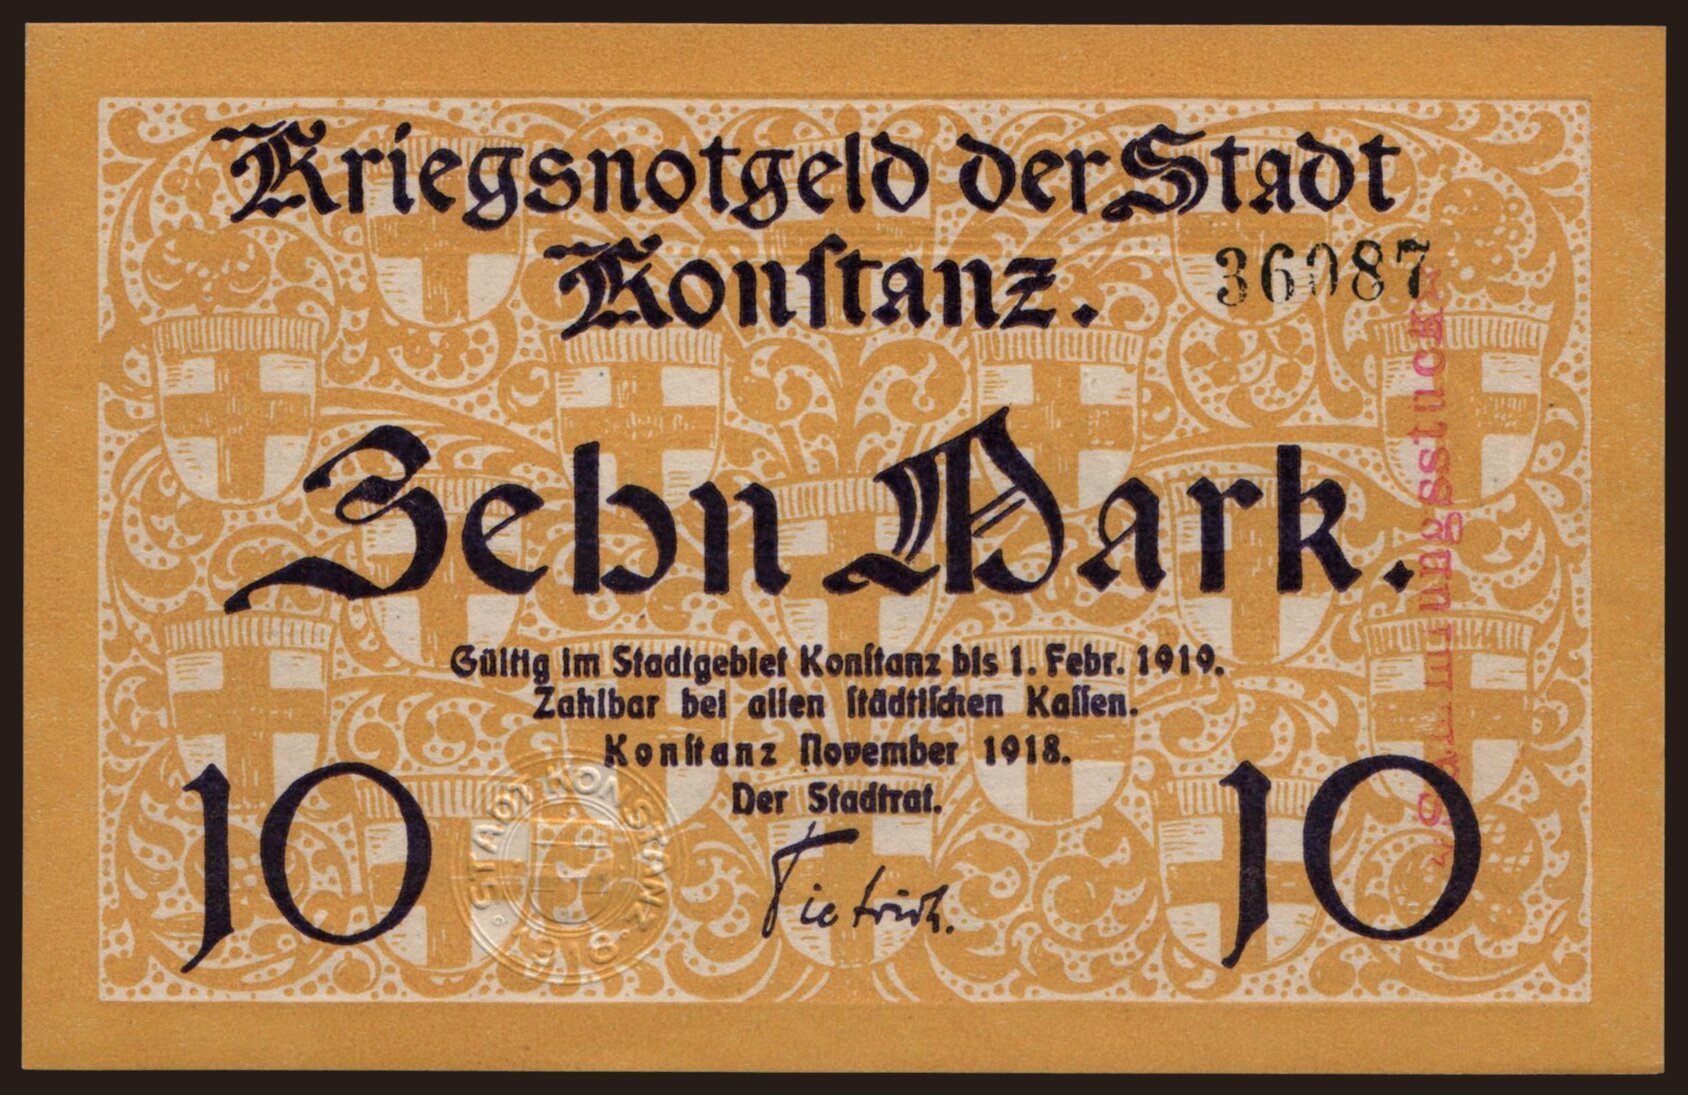 Kriegsnotgeld der Stadt
Konſtanz.
36087
Zehn Mark.
Gültig im Stadtgebiet Konſtanz bis 1. Febr. 1919.
Zahlbar bei allen ſtädtiſchen Kaſſen.
Konſtanz November 1918.
Der Stadtrat.
10
STADT KONSTANZ
1918
Dietrich.
10